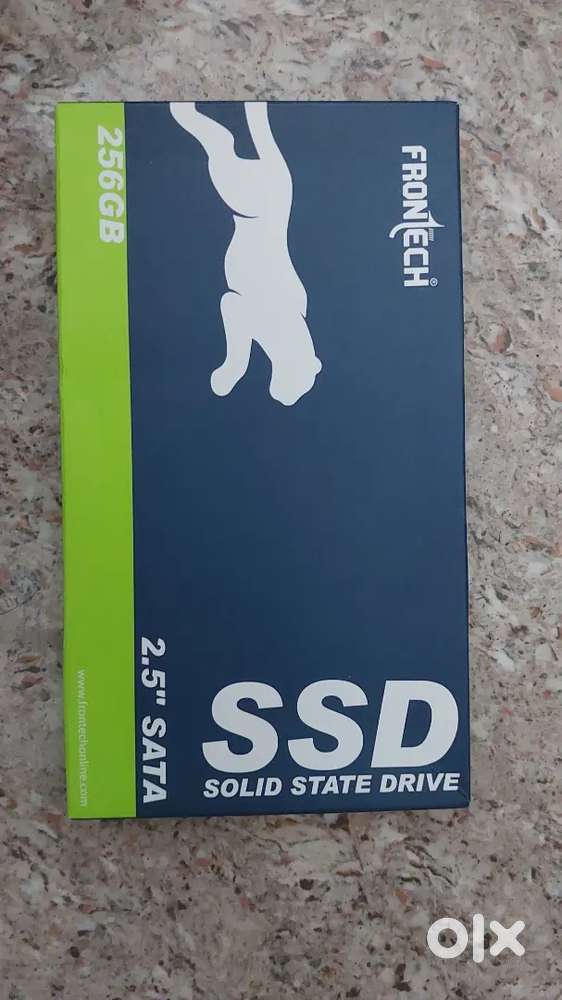 FRONTECH®
256GB
2.5" SATA
SSD
SOLID STATE DRIVE
www.frontechonline.com
olx